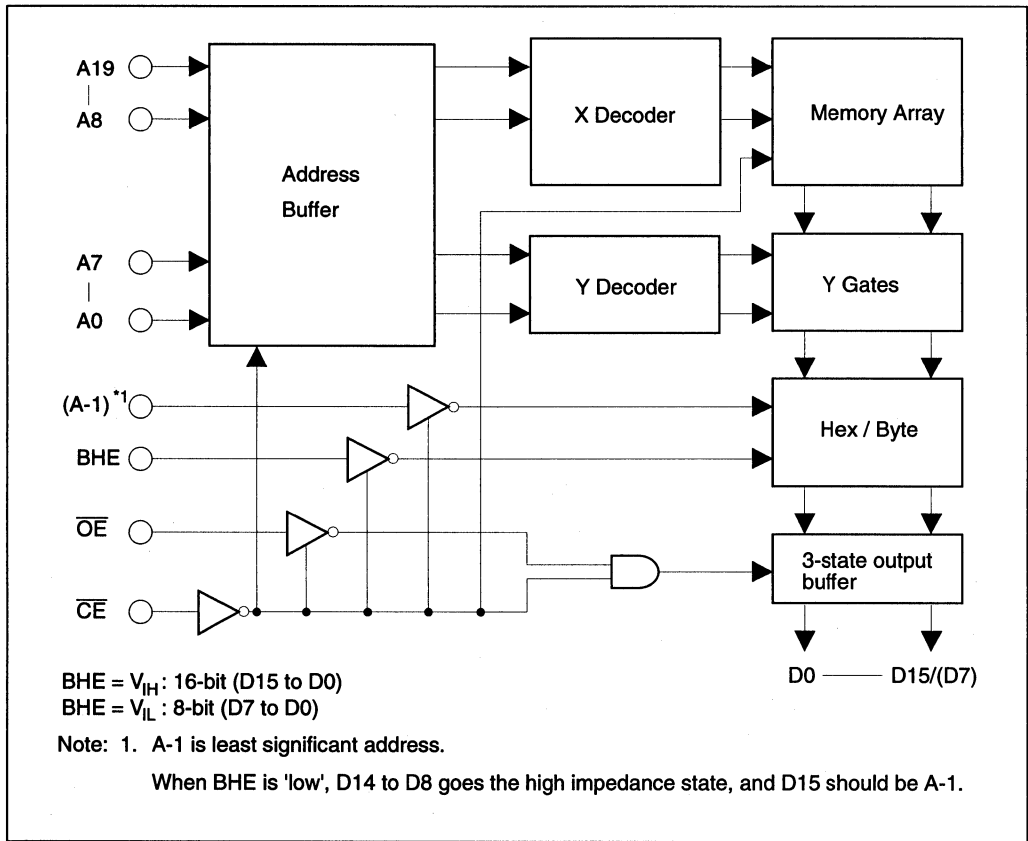 A19
A8
A7
A0
(A-1)*1
BHE
O̅E̅
C̅E̅
Address
Buffer
X Decoder
Y Decoder
Memory Array
Y Gates
Hex / Byte
3-state output
buffer
D0 —— D15/(D7)
BHE = VIH : 16-bit (D15 to D0)
BHE = VIL : 8-bit (D7 to D0)
Note: 1. A-1 is least significant address.
When BHE is 'low', D14 to D8 goes the high impedance state, and D15 should be A-1.